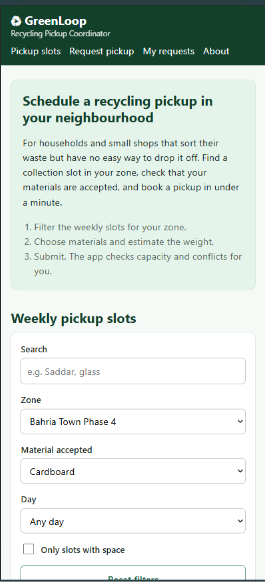 GreenLoop
Recycling Pickup Coordinator
Pickup slots Request pickup My requests About
Schedule a recycling pickup in
your neighbourhood
For households and small shops that sort their
waste but have no easy way to drop it off. Find a
collection slot in your zone, check that your
materials are accepted, and book a pickup in under
a minute.
1. Filter the weekly slots for your zone.
2. Choose materials and estimate the weight.
3. Submit. The app checks capacity and conflicts for
you.
Weekly pickup slots
Search
e.g. Saddar, glass
Zone
Bahria Town Phase 4
Material accepted
Cardboard
Day
Any day
Only slots with space
Reset filters